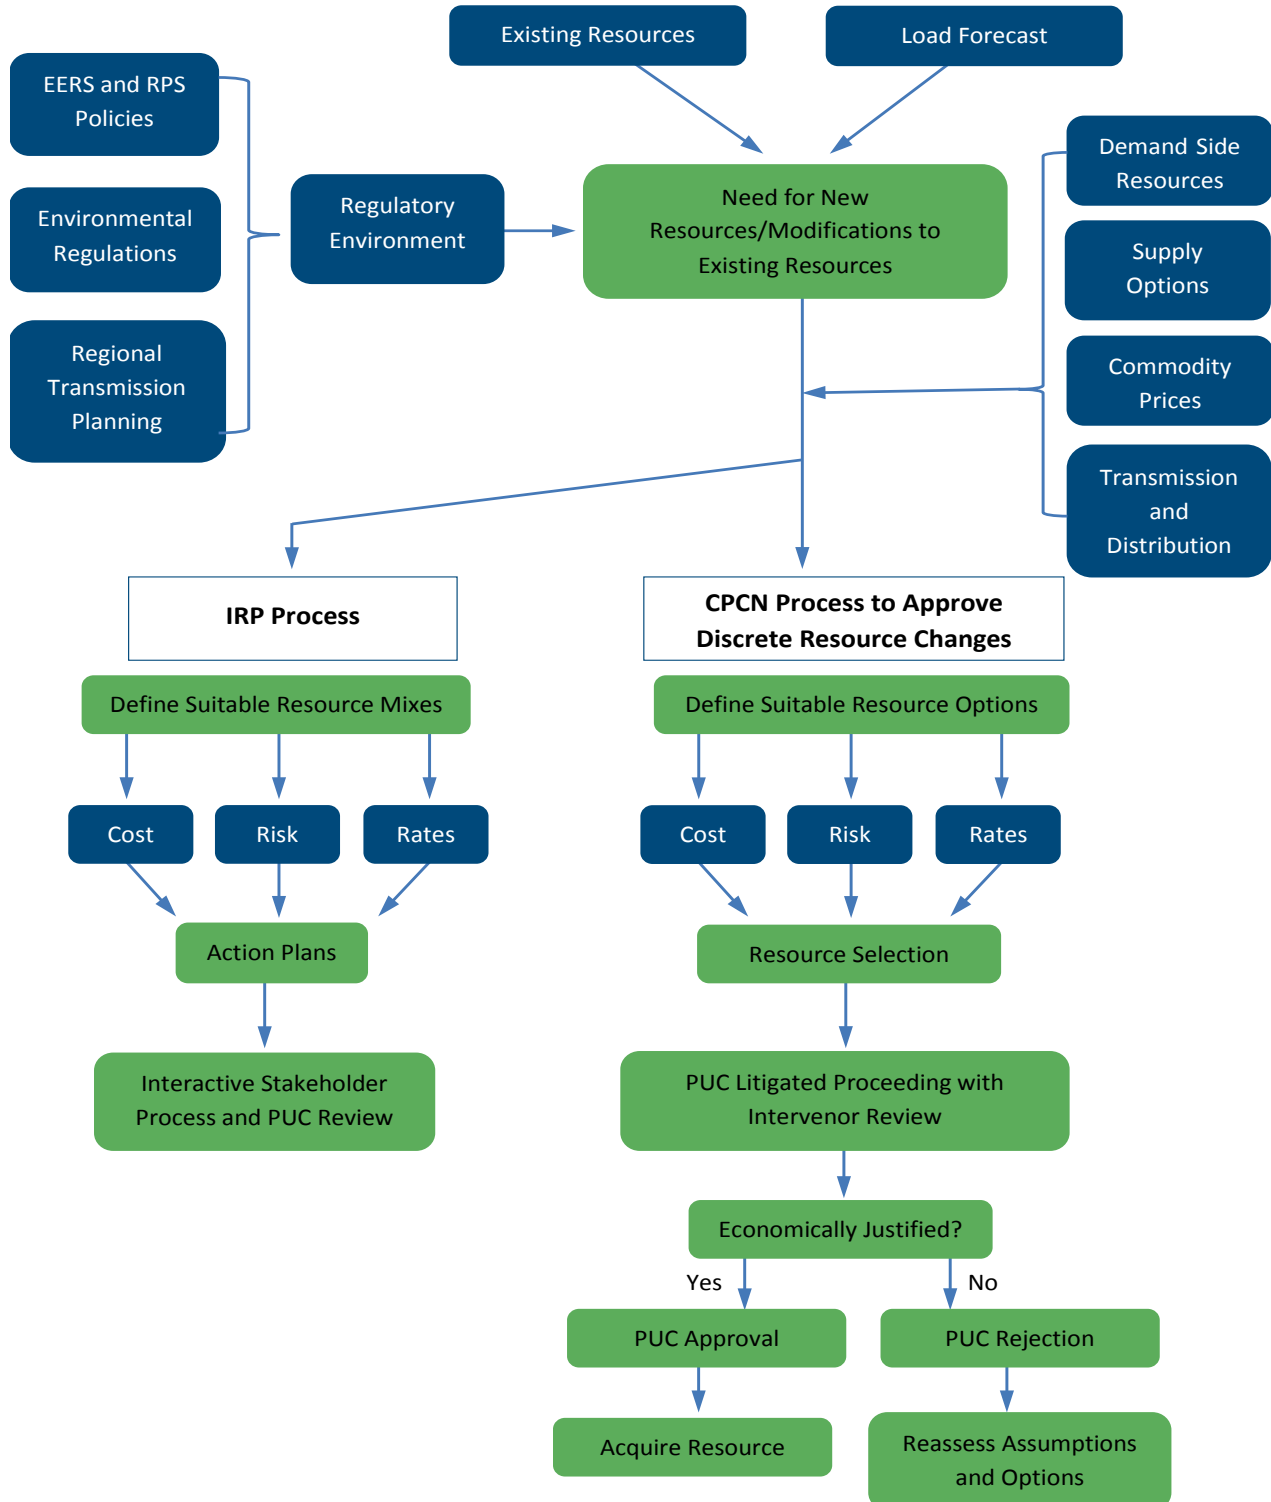 Existing Resources
Load Forecast
EERS and RPS
Policies
Environmental
Regulations
Regional
Transmission
Planning
Regulatory
Environment
Need for New
Resources/Modifications to
Existing Resources
Demand Side
Resources
Supply
Options
Commodity
Prices
Transmission
and
Distribution
IRP Process
Define Suitable Resource Mixes
Cost
Risk
Rates
Action Plans
Interactive Stakeholder
Process and PUC Review
CPCN Process to Approve
Discrete Resource Changes
Define Suitable Resource Options
Cost
Risk
Rates
Resource Selection
PUC Litigated Proceeding with
Intervenor Review
Economically Justified?
Yes
No
PUC Approval
PUC Rejection
Acquire Resource
Reassess Assumptions
and Options